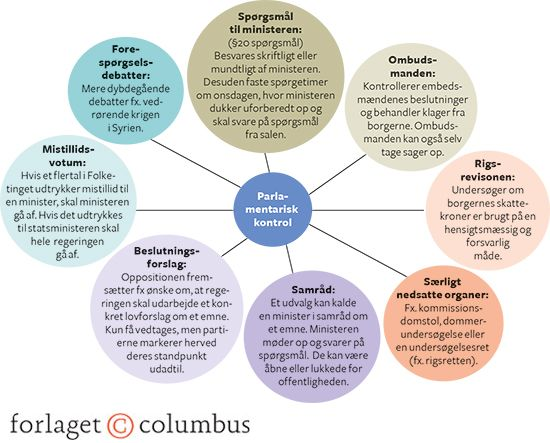 Spørgsmål
til ministeren:
(§20 spørgsmål)
Besvares skriftligt eller
mundtligt af ministeren.
Desuden faste spørgetimer
om onsdagen, hvor ministeren
dukker uforberedt op og
skal svare på spørgsmål
fra salen.
Ombuds-
manden:
Kontrollerer embeds-
mændenes beslutninger
og behandler klager fra
borgerne. Ombuds-
manden kan også selv
tage sager op.
Rigs-
revisonen:
Undersøger om
borgernes skatte-
kroner er brugt på en
hensigtsmæssig og
forsvarlig
måde.
Særligt
nedsatte organer:
Fx. kommissions-
domstol, dommer-
undersøgelse eller
en undersøgelsesret
(fx. rigsretten).
Samråd:
Et udvalg kan kalde
en minister i samråd om
et emne. Ministeren
møder op og svarer på
spørgsmål. De kan være
åbne eller lukkede for
offentligheden.
Beslutnings-
forslag:
Oppositionen frem-
sætter fx ønske om, at rege-
ringen skal udarbejde et kon-
kret lovforslag om et emne.
Kun få vedtages, men parti-
erne markerer herved
deres standpunkt
udadtil.
Mistillids-
votum:
Hvis et flertal i Folke-
tinget udtrykker mistillid til
en minister, skal ministeren
gå af. Hvis det udtrykkes
til statsministeren skal
hele regeringen
gå af.
Fore-
spørgsels-
debatter:
Mere dybdegående
debatter fx. ved-
rørende krigen
i Syrien.
Parla-
mentarisk
kontrol
forlaget © columbus